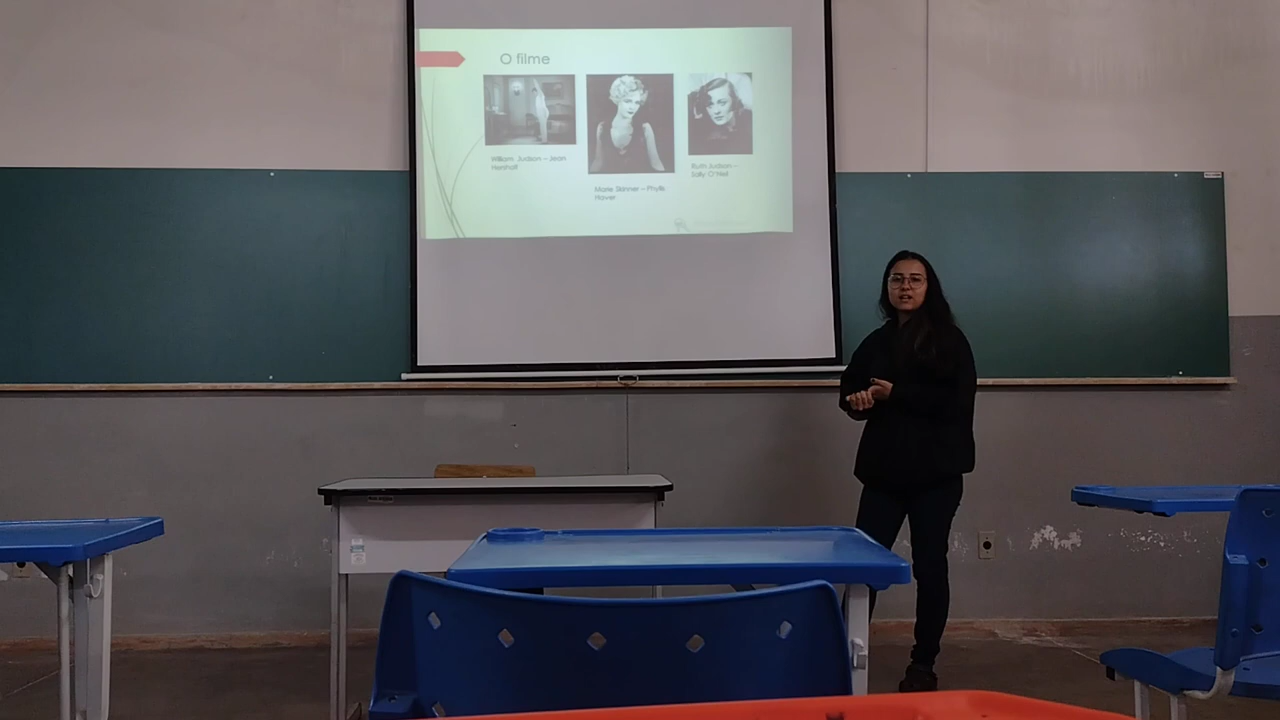 O filme
William Judson – Jean
Hersholt
Marie Skinner – Phyllis
Haver
Ruth Judson –
Sally O'Neil